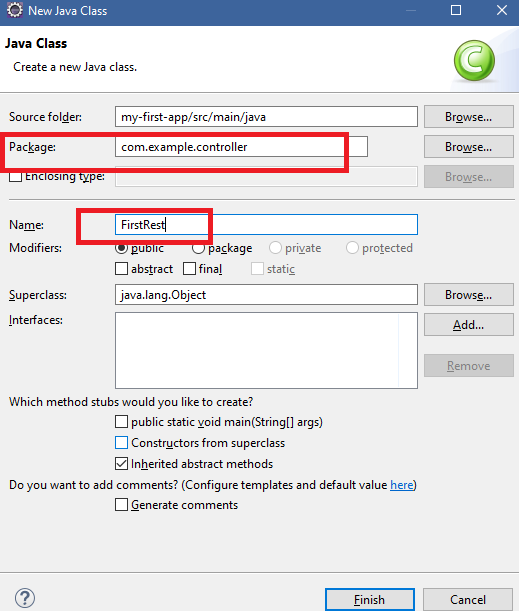 New Java Class
Java Class
Create a new Java class.
C
Source folder: my-first-app/src/main/java Browse...
Package: com.example.controller Browse...
Enclosing type: Browse...
Name: FirstRest
Modifiers: public package private protected
abstract final static
Superclass: java.lang.Object Browse...
Interfaces: Add...
Remove
Which method stubs would you like to create?
public static void main(String[] args)
Constructors from superclass
Inherited abstract methods
Do you want to add comments? (Configure templates and default value here)
Generate comments
? Finish Cancel